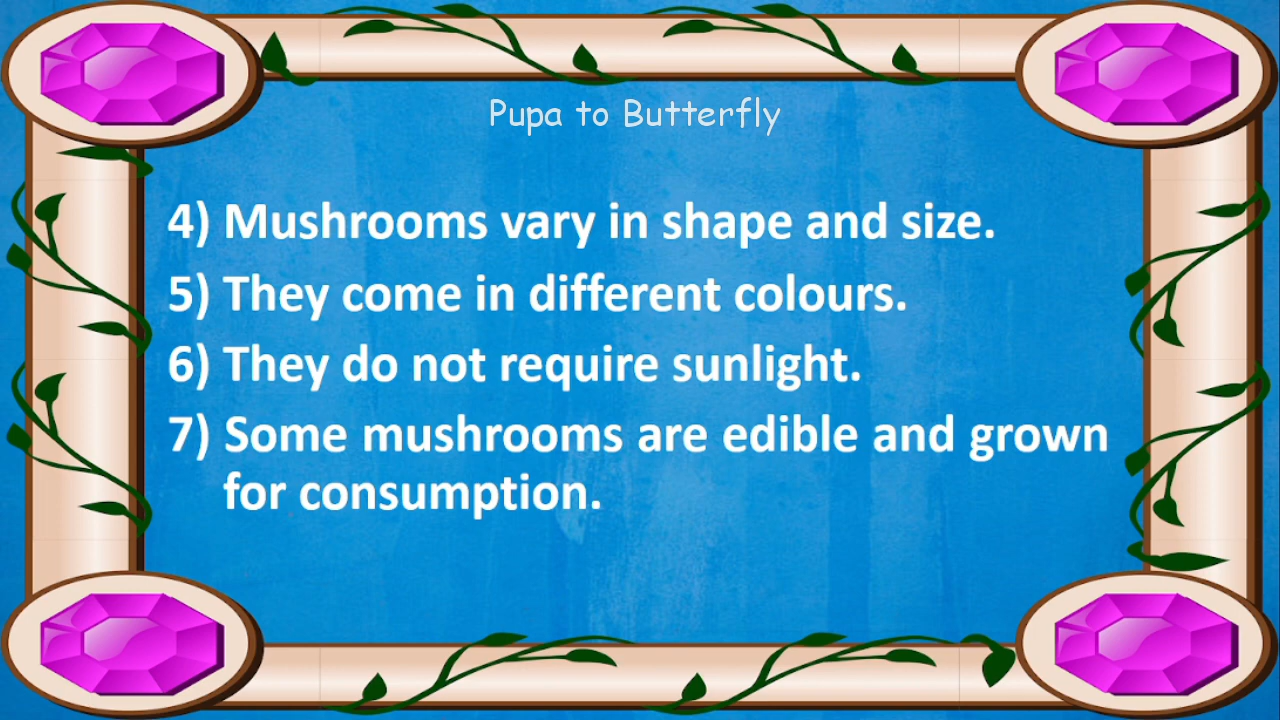 Pupa to Butterfly
4) Mushrooms vary in shape and size.
5) They come in different colours.
6) They do not require sunlight.
7) Some mushrooms are edible and grown
for consumption.